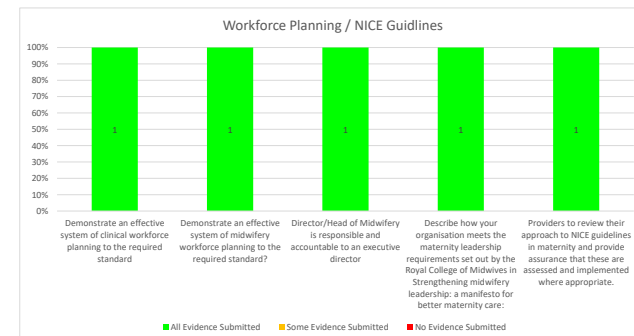 Workforce Planning / NICE Guidlines
100%
90%
80%
70%
60%
50%
40%
30%
20%
10%
0%
1
1
1
1
1
Demonstrate an effective
system of clinical workforce
planning to the required
standard
Demonstrate an effective
system of midwifery
workforce planning to the
required standard?
Director/Head of Midwifery
is responsible and
accountable to an executive
director
Describe how your
organisation meets the
maternity leadership
requirements set out by the
Royal College of Midwives in
Strengthening midwifery
leadership: a manifesto for
better maternity care:
Providers to review their
approach to NICE guidelines
in maternity and provide
assurance that these are
assessed and implemented
where appropriate.
All Evidence Submitted
Some Evidence Submitted
No Evidence Submitted